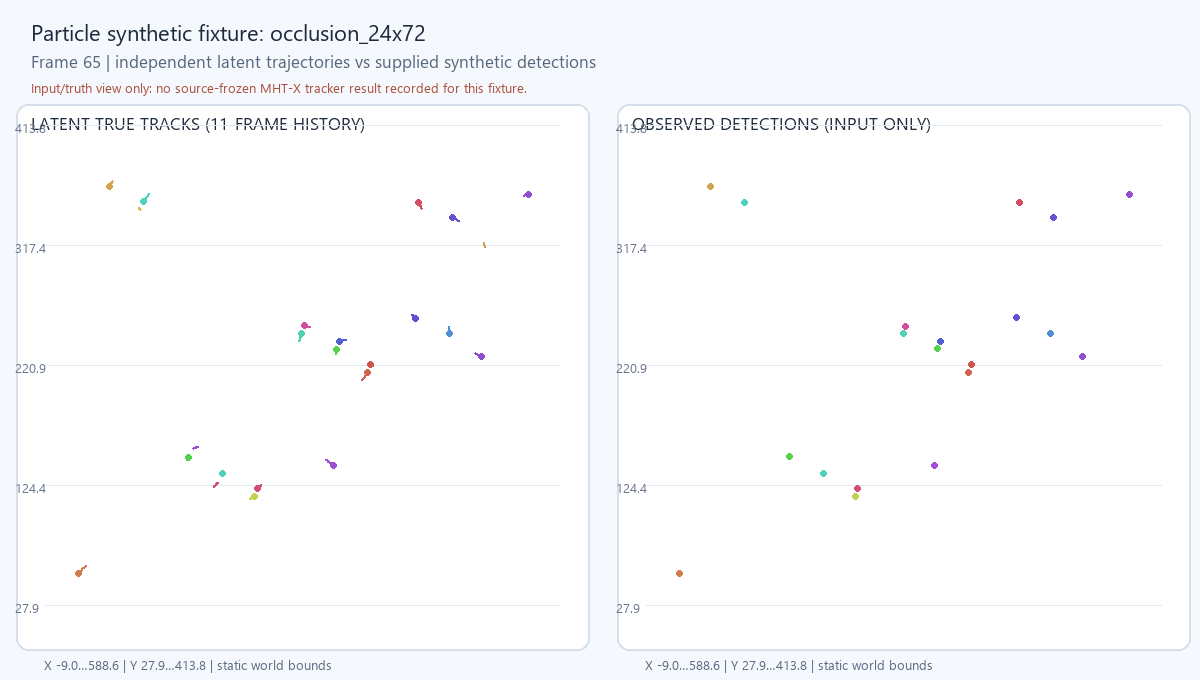 Particle synthetic fixture: occlusion_24x72
Frame 65 | independent latent trajectories vs supplied synthetic detections
Input/truth view only: no source-frozen MHT-X tracker result recorded for this fixture.
LATENT TRUE TRACKS (11-FRAME HISTORY)
413.8
317.4
220.9
124.4
27.9
X -9.0...588.6 | Y 27.9...413.8 | static world bounds
OBSERVED DETECTIONS (INPUT ONLY)
413.8
317.4
220.9
124.4
27.9
X -9.0...588.6 | Y 27.9...413.8 | static world bounds